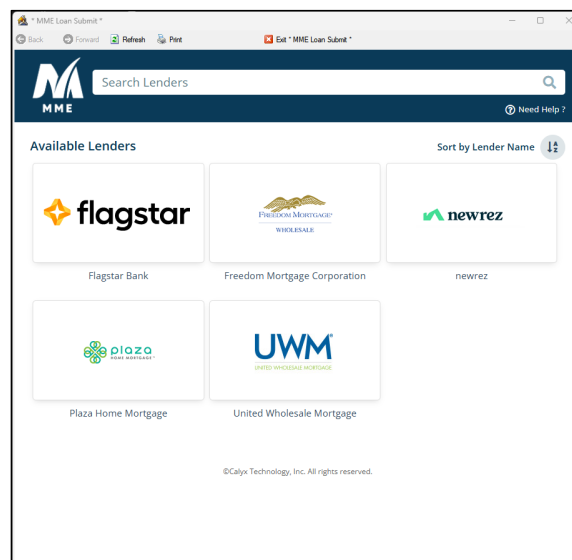 * MME Loan Submit *
Back Forward Refresh Print Exit * MME Loan Submit *
MME
Search Lenders
Need Help ?
Available Lenders
Sort by Lender Name
flagstar
Flagstar Bank
FREEDOM MORTGAGE®
WHOLESALE
Freedom Mortgage Corporation
newrez
newrez
plaza
HOME MORTGAGE
Plaza Home Mortgage
UWM
UNITED WHOLESALE MORTGAGE
United Wholesale Mortgage
©Calyx Technology, Inc. All rights reserved.